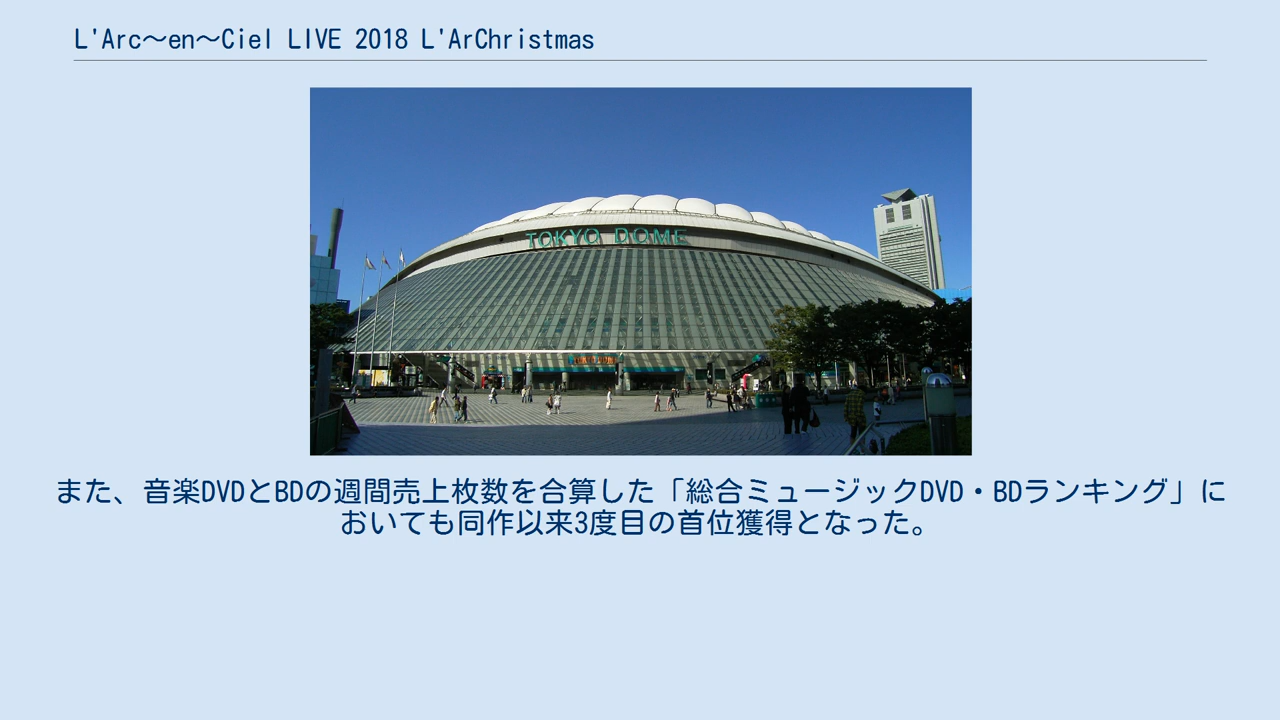 L'Arc～en～Ciel LIVE 2018 L'ArChristmas
TOKYO DOME
TOKYO DOME
また、音楽DVDとBDの週間売上枚数を合算した「総合ミュージックDVD・BDランキング」に
おいても同作以来3度目の首位獲得となった。